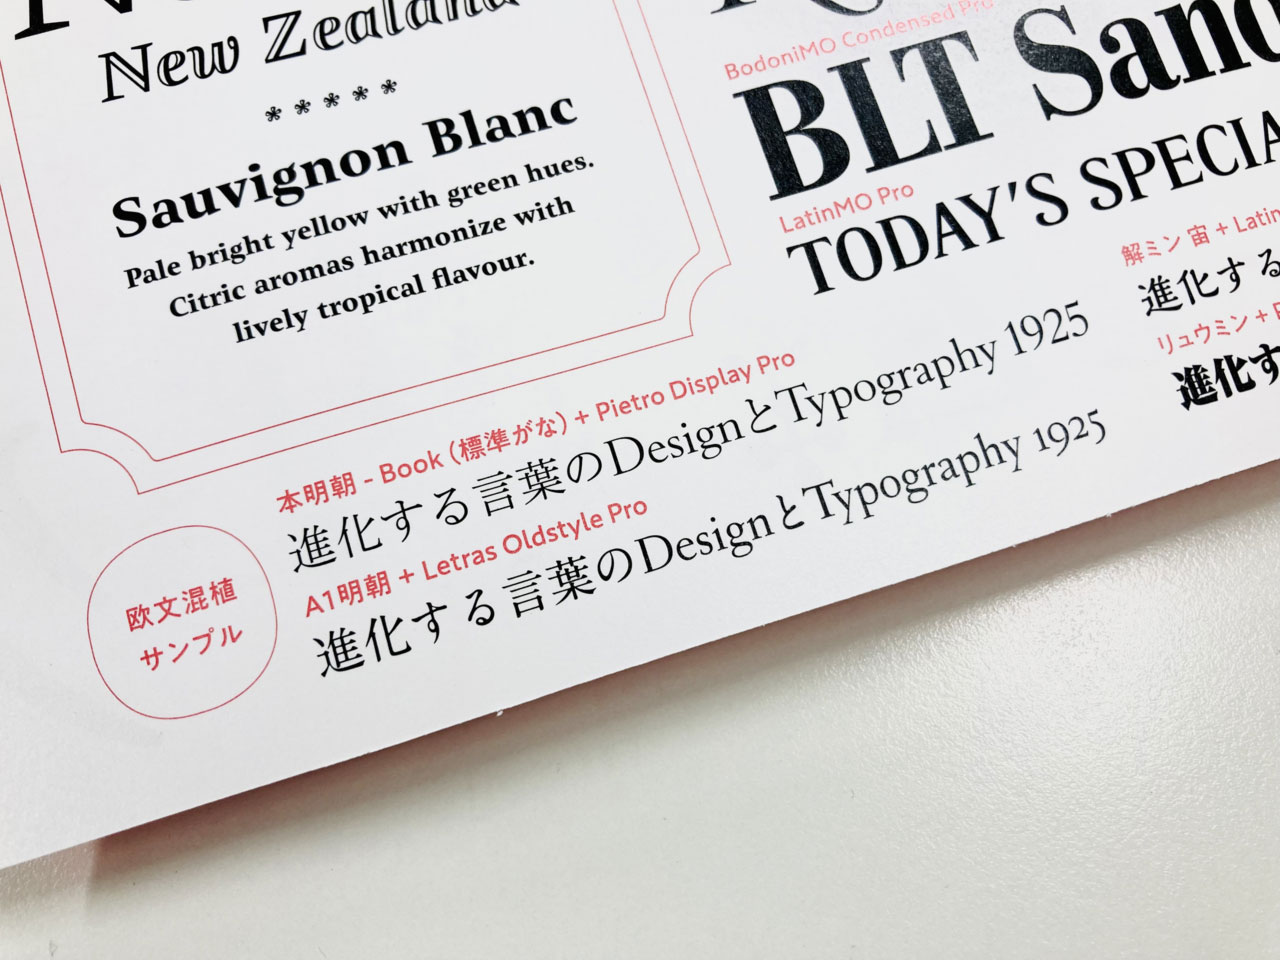 New Zealand
*****
Sauvignon Blanc
Pale bright yellow with green hues.
Citric aromas harmonize with
lively tropical flavour.
BodoniMO Condensed Pro
BLT Sand
LatinMO Pro
TODAY'S SPECIA
本明朝 - Book（標準がな）+ Pietro Display Pro
進化する言葉のDesignとTypography 1925
A1明朝 + Letras Oldstyle Pro
進化する言葉のDesignとTypography 1925
解ミン 宙 + Latin
進化する
リュウミン +
進化す
欧文混植
サンプル